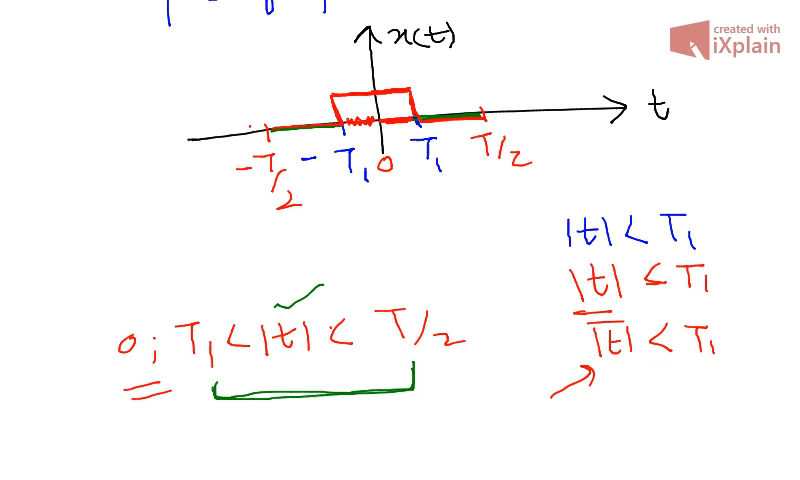 created with
iXplain
x(t)
t
-T/2 -T₁ 0 T₁ T/2
|t| < T₁
|t| ≤ T₁
|t| < T₁
0; T₁ < |t| < T/2